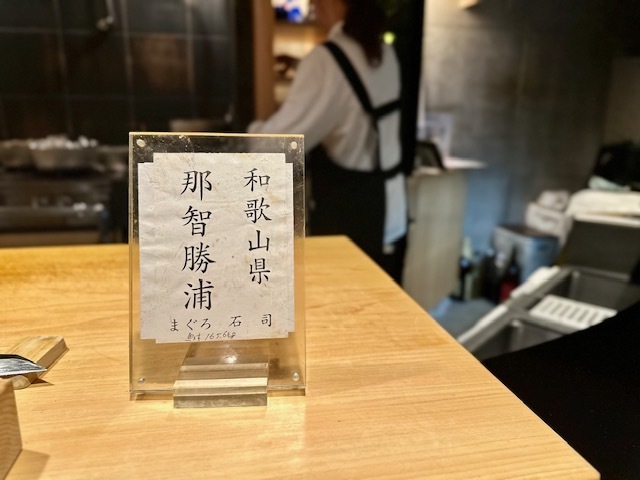 和歌山県
那智勝浦
まぐろ 石 司